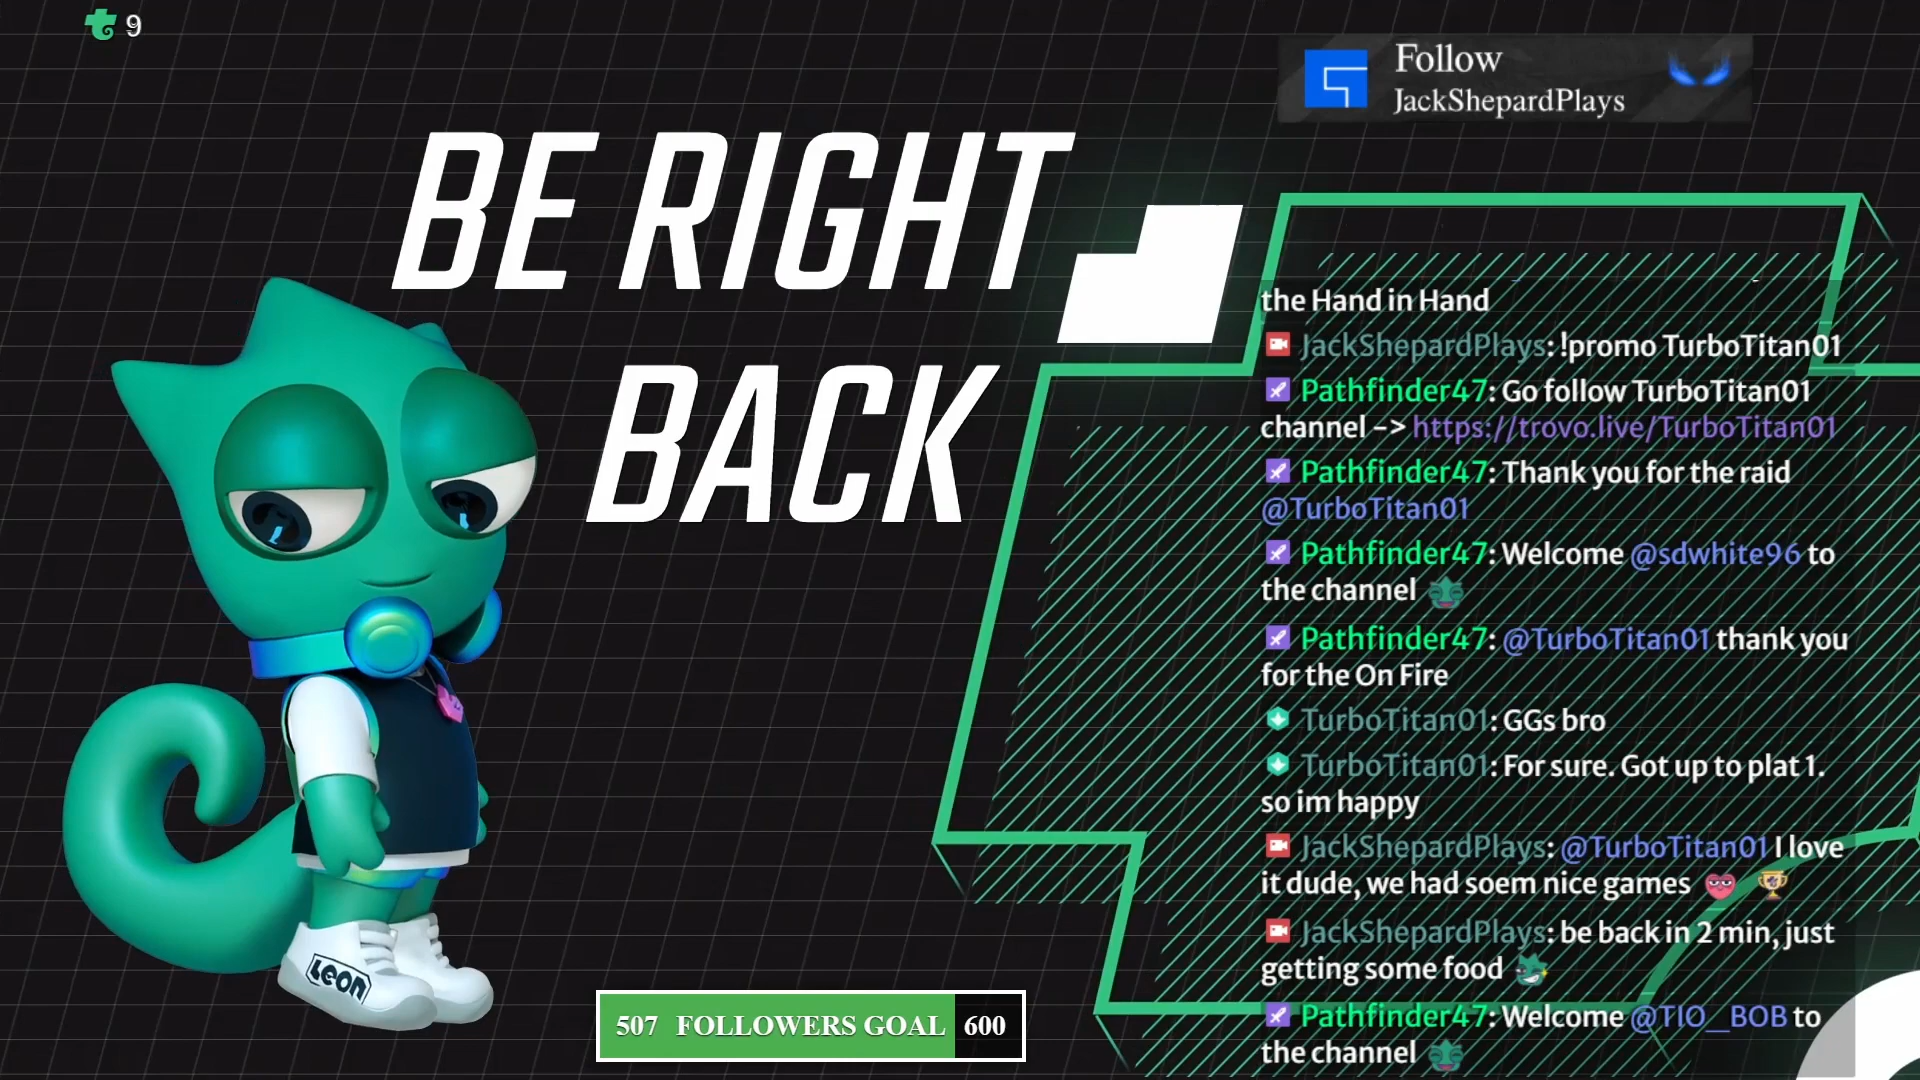 9
Follow
JackShepardPlays
BE RIGHT
BACK
the Hand in Hand
JackShepardPlays: !promo TurboTitan01
Pathfinder47: Go follow TurboTitan01
channel -> https://trovo.live/TurboTitan01
Pathfinder47: Thank you for the raid
@TurboTitan01
Pathfinder47: Welcome @sdwhite96 to
the channel
Pathfinder47: @TurboTitan01 thank you
for the On Fire
TurboTitan01: GGs bro
TurboTitan01: For sure. Got up to plat 1.
so im happy
JackShepardPlays: @TurboTitan01 I love
it dude, we had soem nice games
JackShepardPlays: be back in 2 min, just
getting some food
Pathfinder47: Welcome @TIO_BOB to
the channel
LEON
507 FOLLOWERS GOAL 600